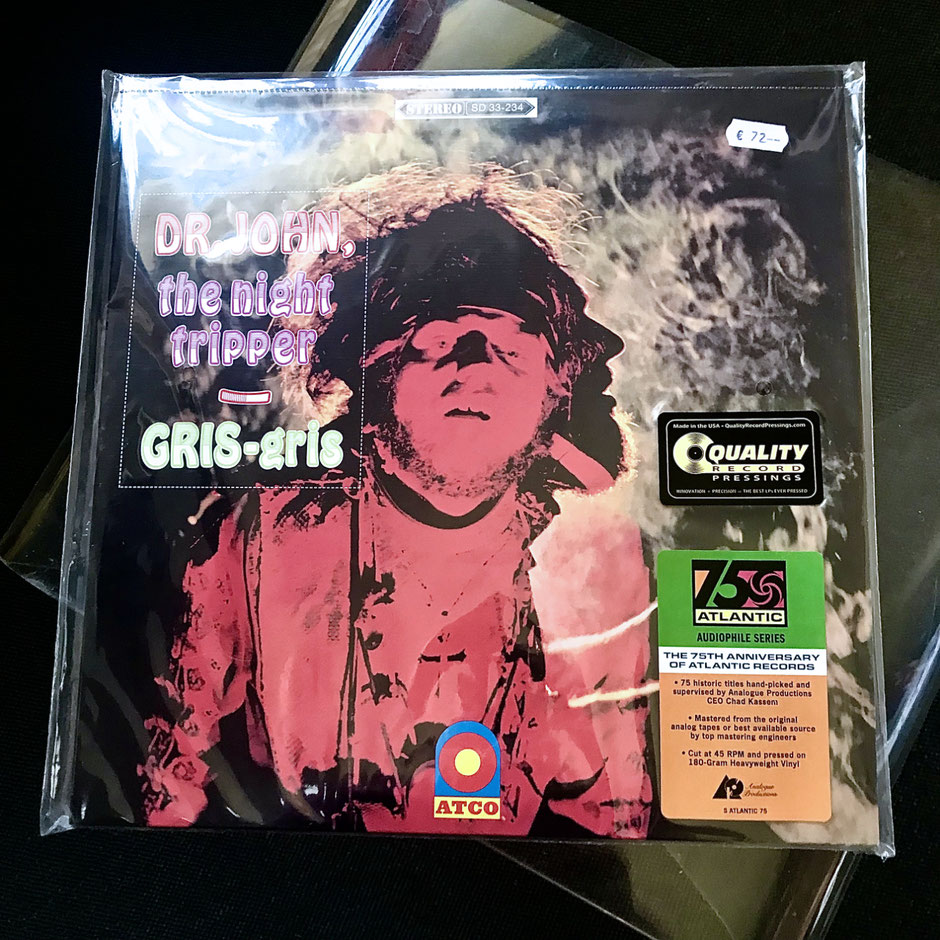 STEREO SD 33-234
€ 72--
DR. JOHN,
the night
tripper
GRIS-gris
Made in the USA • QualityRecordPressings.com
QUALITY
RECORD
PRESSINGS
INNOVATION • PRECISION — THE BEST LPs EVER PRESSED
75
ATLANTIC
AUDIOPHILE SERIES
THE 75TH ANNIVERSARY
OF ATLANTIC RECORDS
• 75 historic titles hand-picked and
supervised by Analogue Productions
CEO Chad Kassem
• Mastered from the original
analog tapes or best available source
by top mastering engineers
• Cut at 45 RPM and pressed on
180-Gram Heavyweight Vinyl
Analogue
Productions
S ATLANTIC 75
ATCO